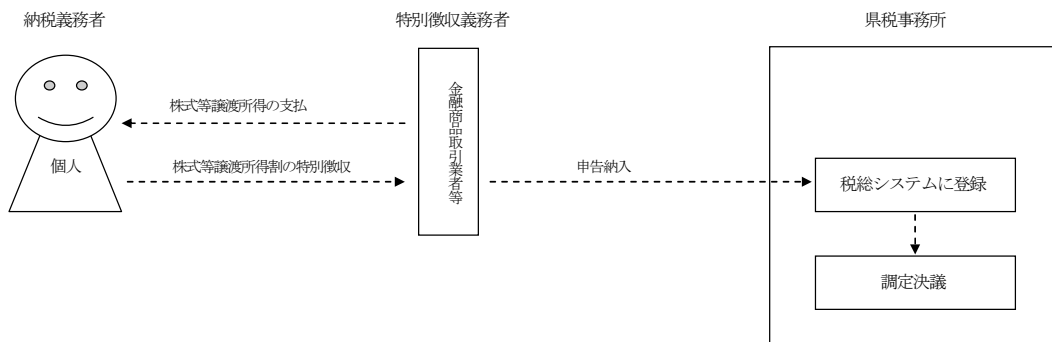 納税義務者
特別徴収義務者
県税事務所
株式等譲渡所得の支払
金融商品取引業者等
個人
株式等譲渡所得割の特別徴収
申告納入
税総システムに登録
調定決議